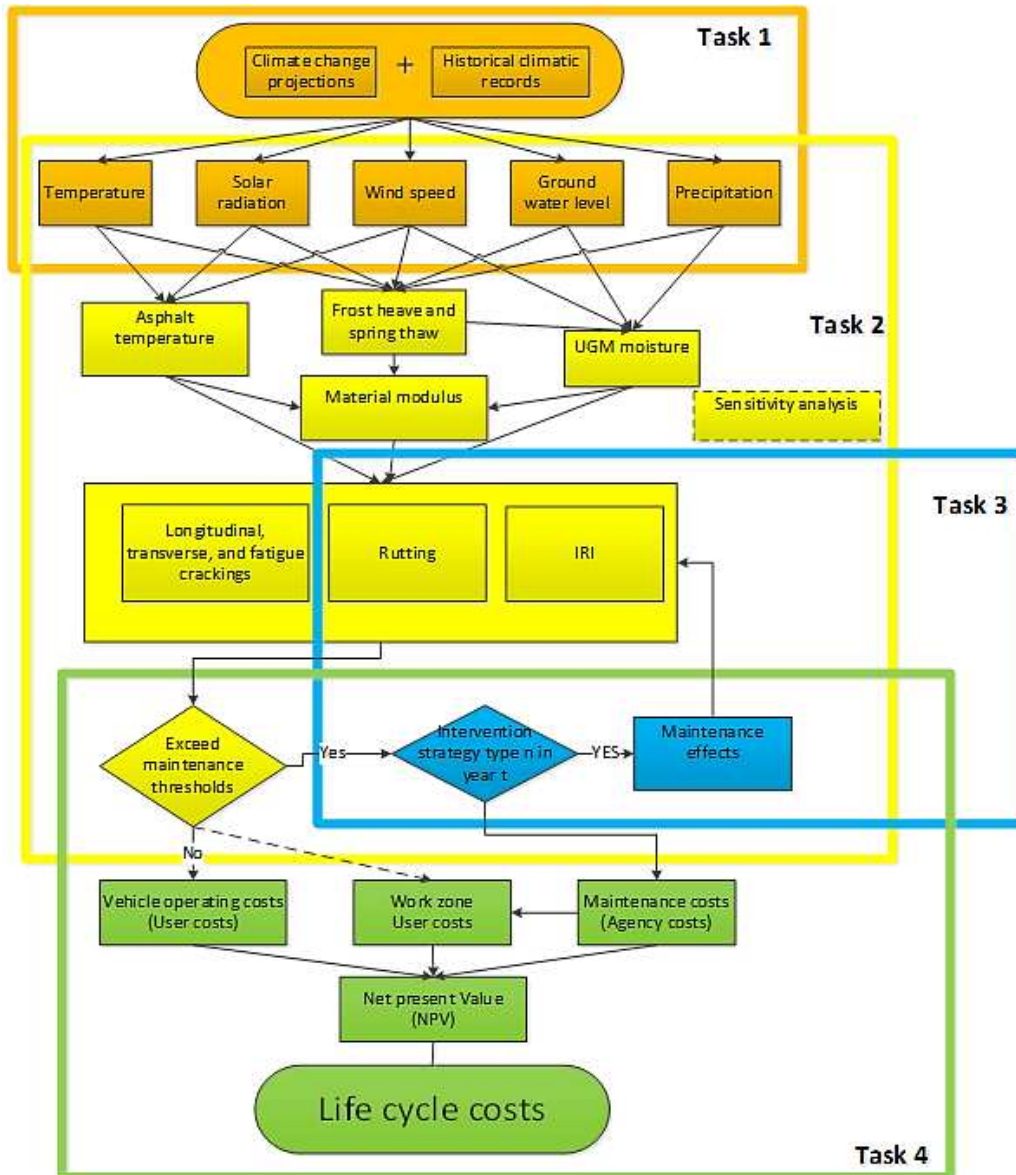 Task 1
Climate change
projections
+
Historical climatic
records
Temperature
Solar
radiation
Wind speed
Ground
water level
Precipitation
Task 2
Asphalt
temperature
Frost heave and
spring thaw
UGM moisture
Material modulus
Sensitivity analysis
Task 3
Longitudinal,
transverse, and fatigue
crackings
Rutting
IRI
Exceed
maintenance
thresholds
Yes
Intervention
strategy type n in
year t
YES
Maintenance
effects
No
Vehicle operating costs
(User costs)
Work zone
User costs
Maintenance costs
(Agency costs)
Net present Value
(NPV)
Life cycle costs
Task 4